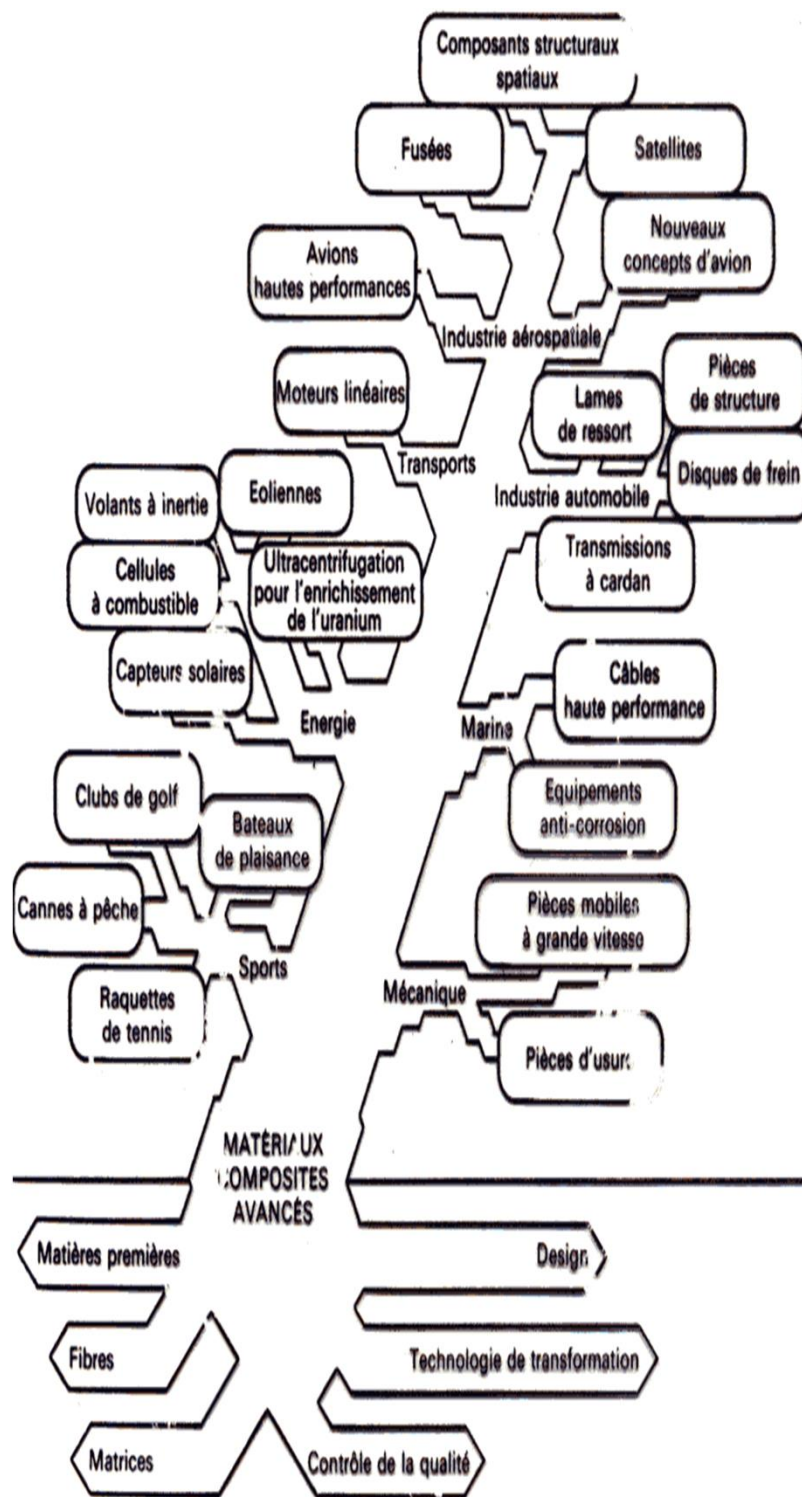 Composants structuraux
spatiaux
Fusées
Satellites
Avions
hautes performances
Nouveaux
concepts d'avion
Industrie aérospatiale
Moteurs linéaires
Lames
de ressort
Pièces
de structure
Transports
Industrie automobile
Disques de frein
Volants à inertie
Eoliennes
Cellules
à combustible
Ultracentrifugation
pour l'enrichissement
de l'uranium
Transmissions
à cardan
Capteurs solaires
Energie
Marine
Câbles
haute performance
Clubs de golf
Bateaux
de plaisance
Equipements
anti-corrosion
Cannes à pêche
Sports
Pièces mobiles
à grande vitesse
Raquettes
de tennis
Mécanique
Pièces d'usure
MATÉRIAUX
COMPOSITES
AVANCÉS
Matières premières
Design
Fibres
Technologie de transformation
Matrices
Contrôle de la qualité